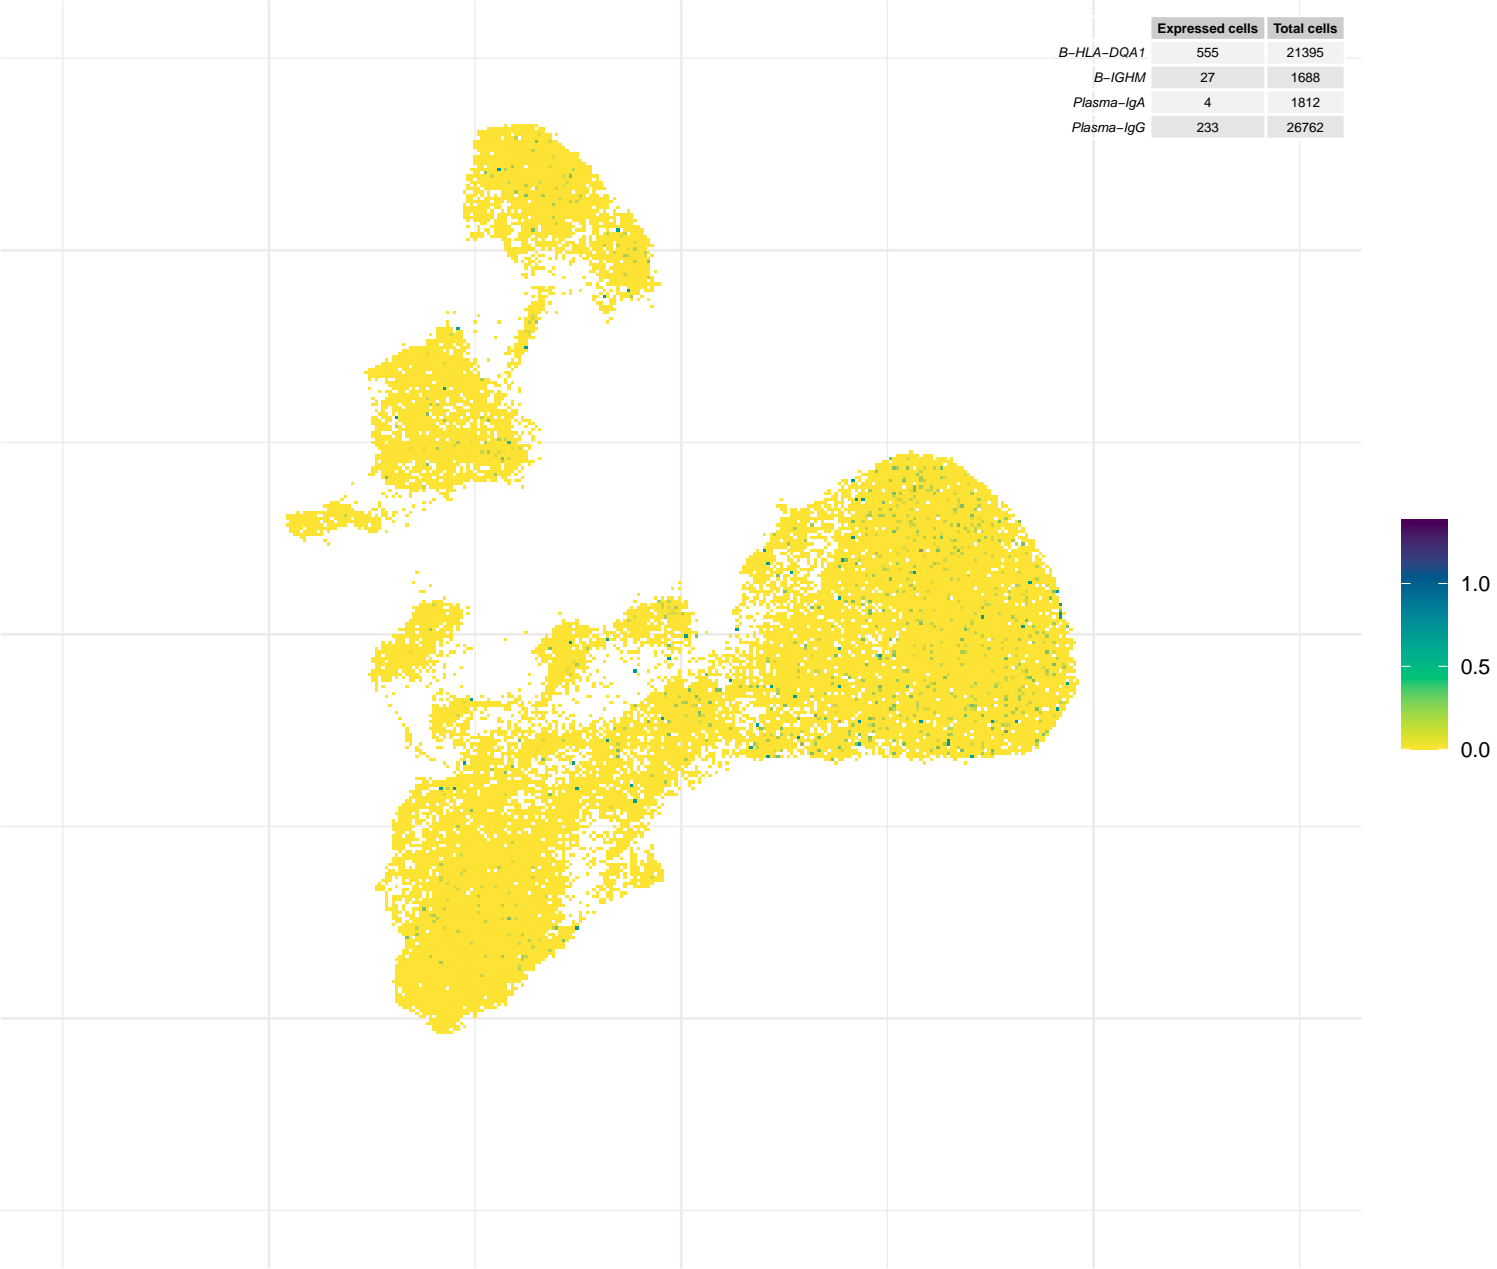 Expressed cells Total cells
B−HLA−DQA1 555 21395
B−IGHM 27 1688
Plasma−IgA 4 1812
Plasma−IgG 233 26762
1.0
0.5
0.0